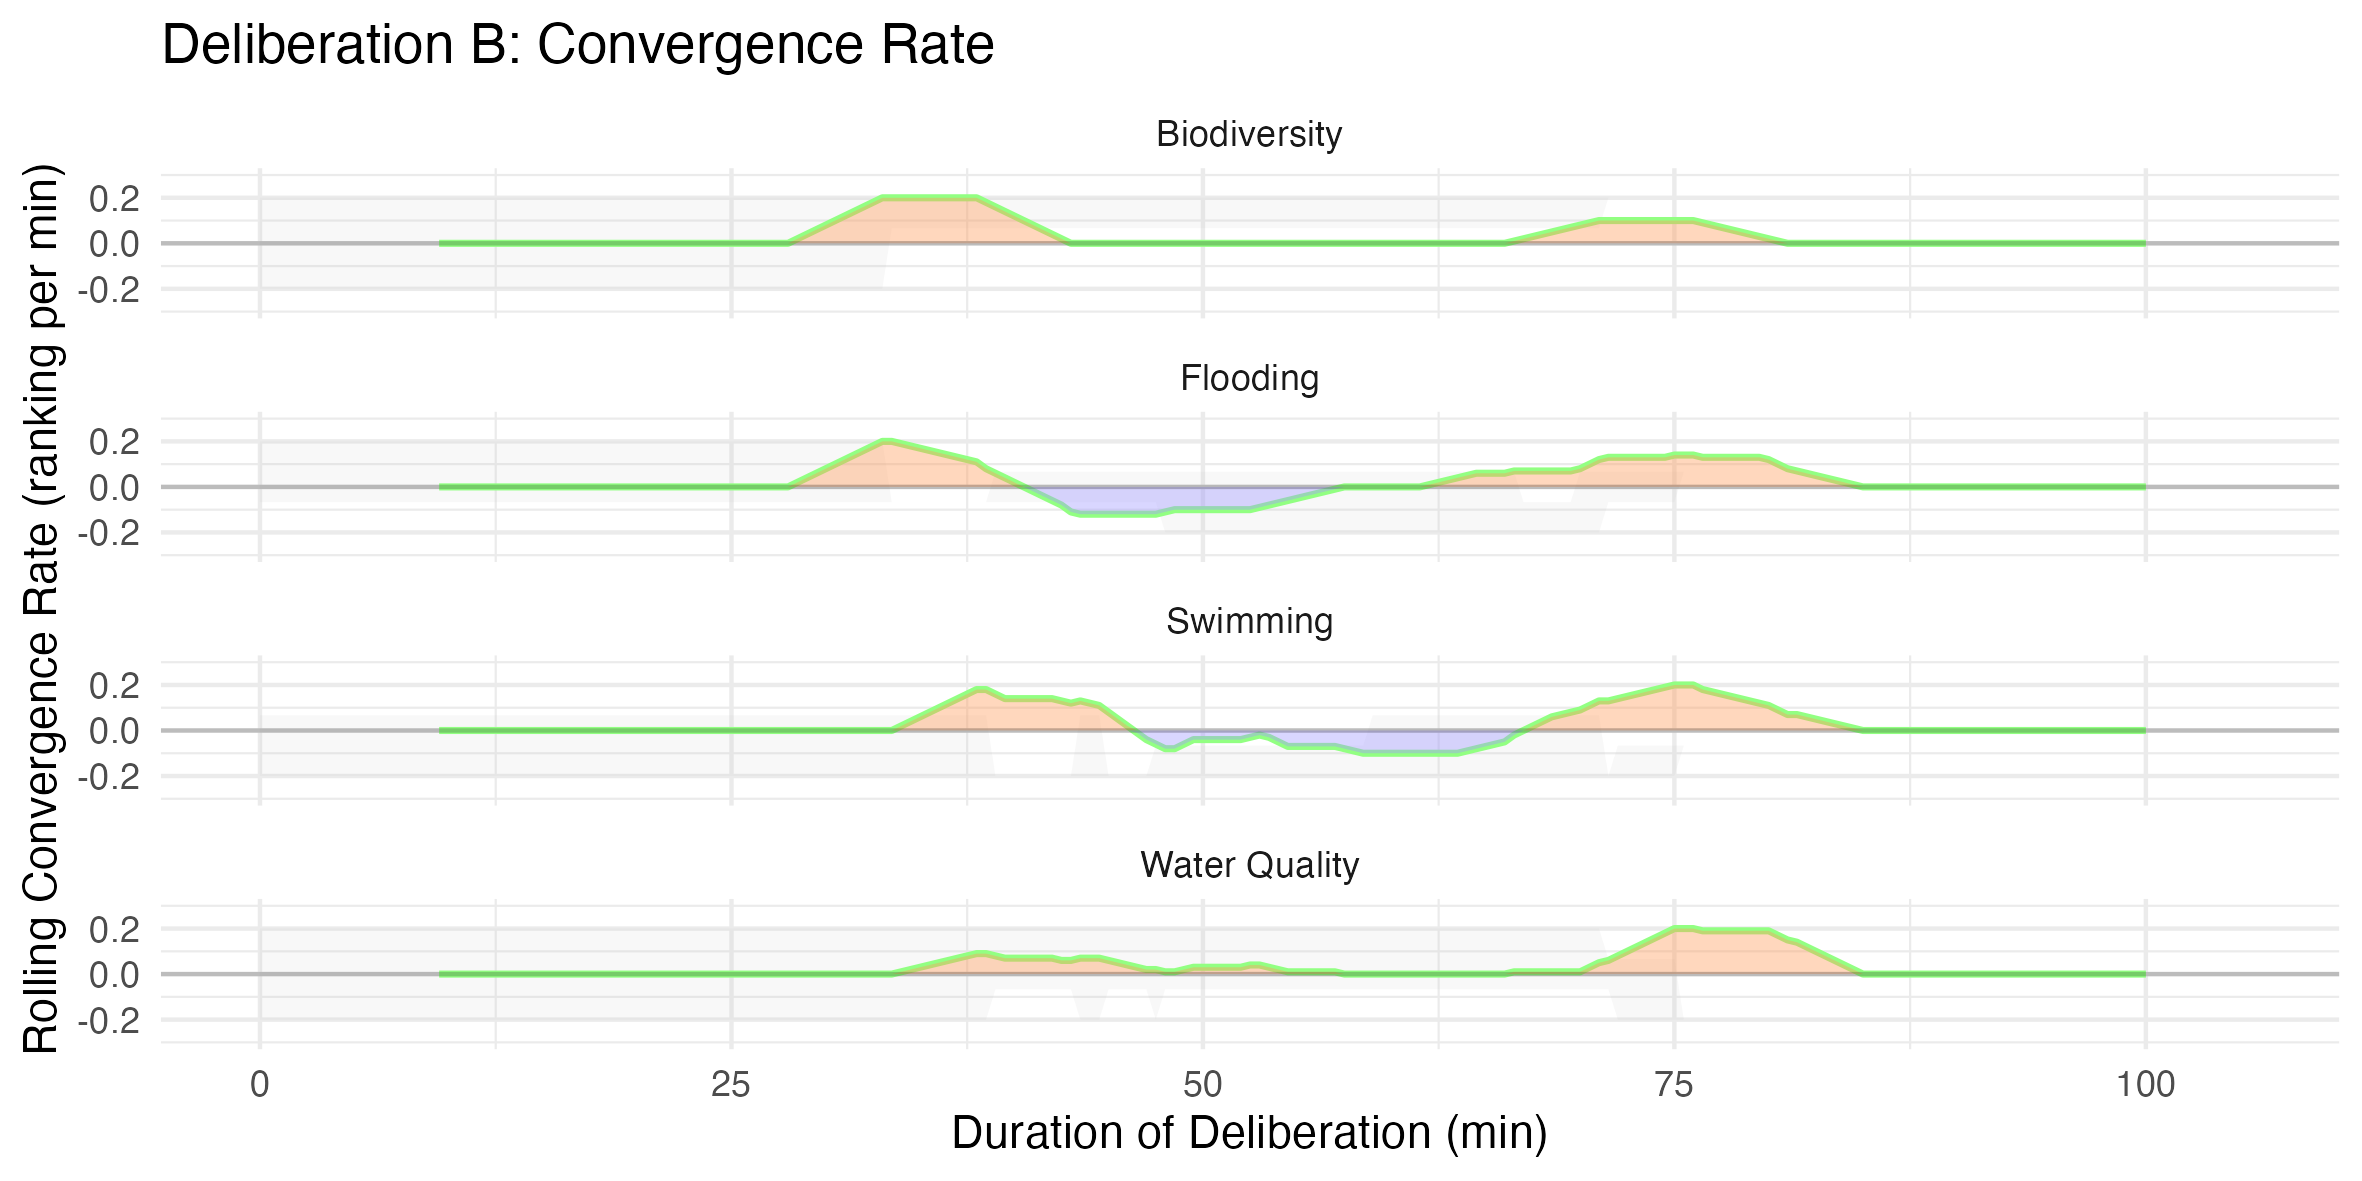 Deliberation B: Convergence Rate
Rolling Convergence Rate (ranking per min)
Biodiversity
0.2
0.0
-0.2
Flooding
0.2
0.0
-0.2
Swimming
0.2
0.0
-0.2
Water Quality
0.2
0.0
-0.2
0 25 50 75 100
Duration of Deliberation (min)